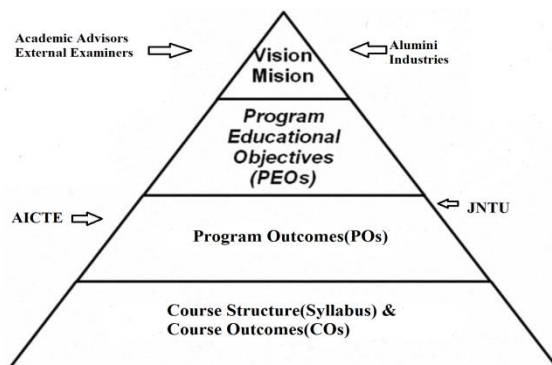 Academic Advisors
External Examiners
Alumini
Industries
Vision
Mision
Program
Educational
Objectives
(PEOs)
AICTE
JNTU
Program Outcomes(POs)
Course Structure(Syllabus) &
Course Outcomes(COs)